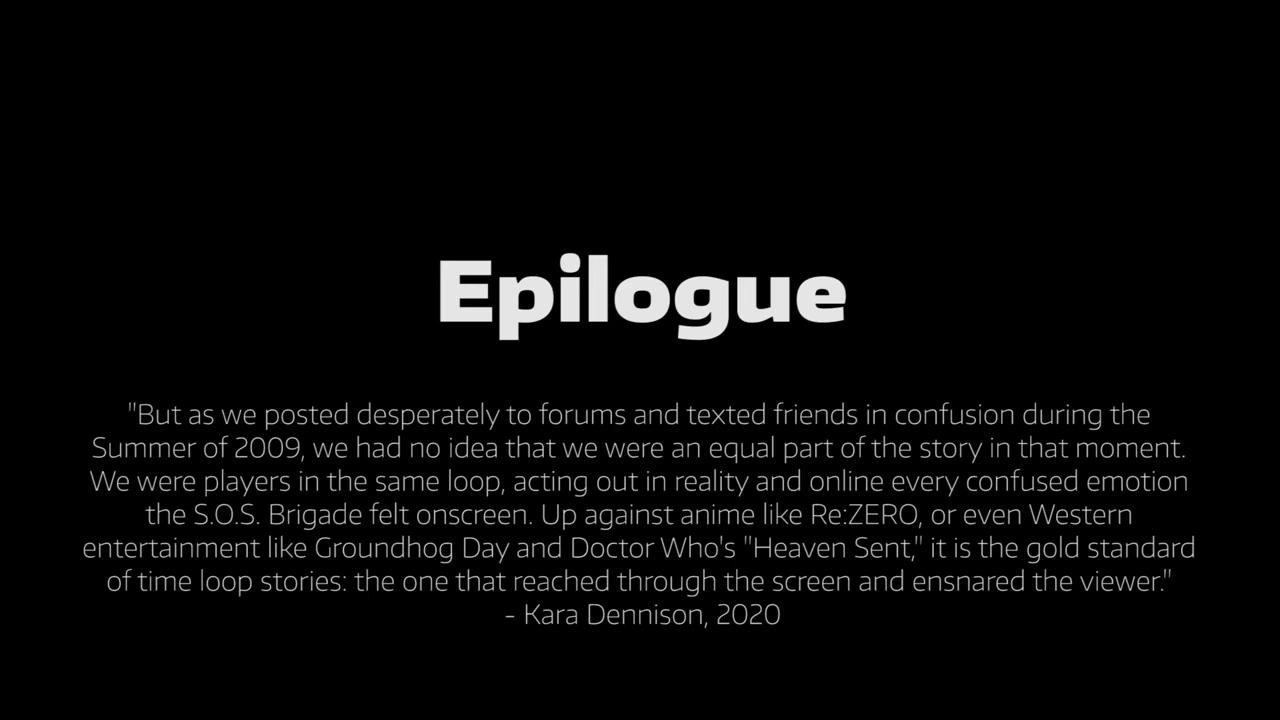 Epilogue
"But as we posted desperately to forums and texted friends in confusion during the
Summer of 2009, we had no idea that we were an equal part of the story in that moment.
We were players in the same loop, acting out in reality and online every confused emotion
the S.O.S. Brigade felt onscreen. Up against anime like Re:ZERO, or even Western
entertainment like Groundhog Day and Doctor Who's "Heaven Sent," it is the gold standard
of time loop stories: the one that reached through the screen and ensnared the viewer."
- Kara Dennison, 2020